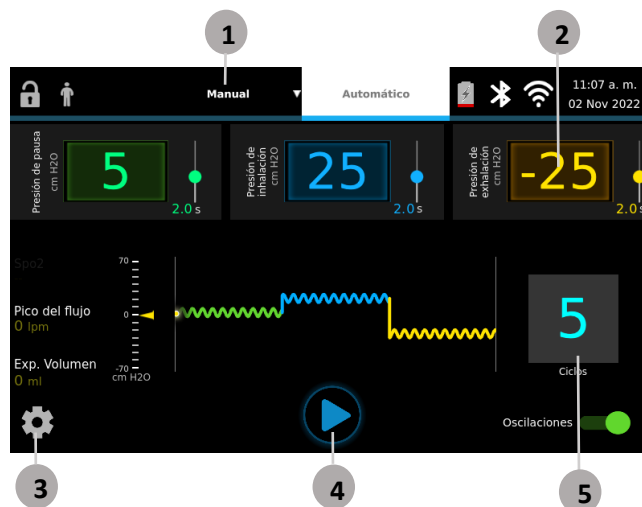 1
2
Manual ▼
Automático
11:07 a. m.
02 Nov 2022
Presión de pausa
cm H2O
5
2.0 s
Presión de
inhalación
cm H2O
25
2.0 s
Presión de
exhalación
cm H2O
-25
2.0 s
Spo2
70
Pico del flujo
0 lpm
0
Exp. Volumen
0 ml
-70
cm H2O
5
Ciclos
Oscilaciones
3
4
5